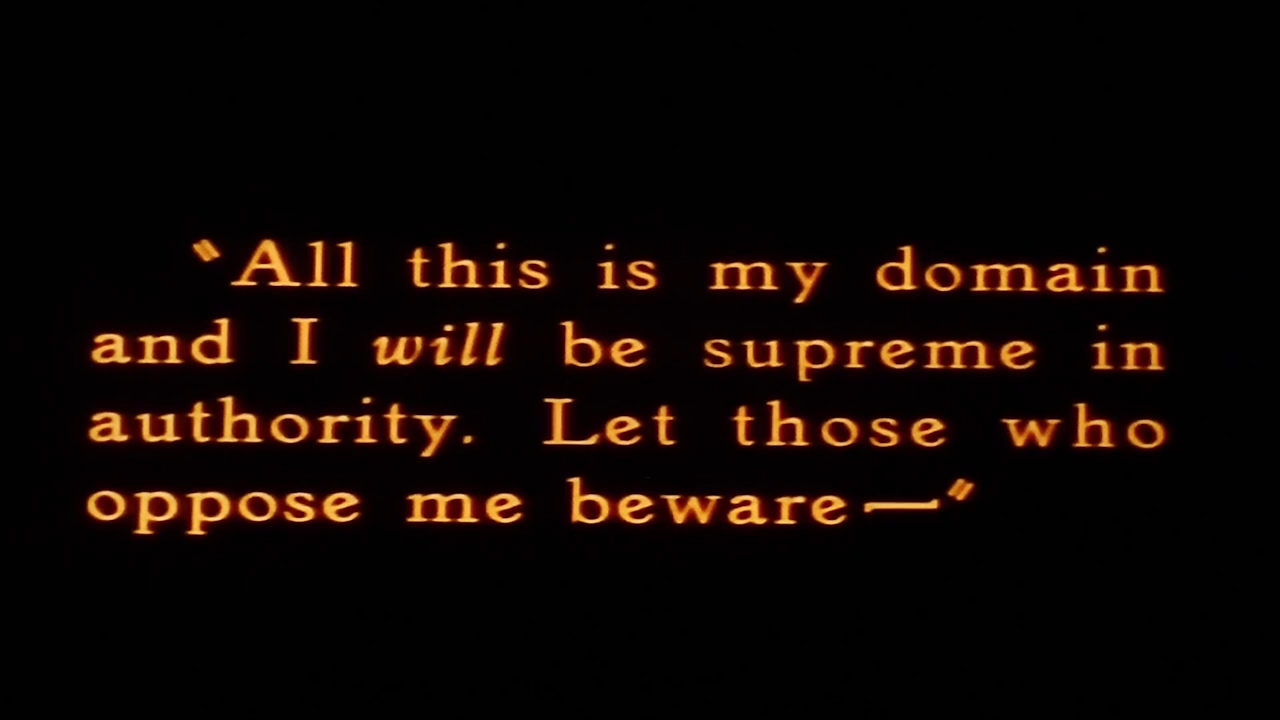 "All this is my domain
and I will be supreme in
authority. Let those who
oppose me beware—"